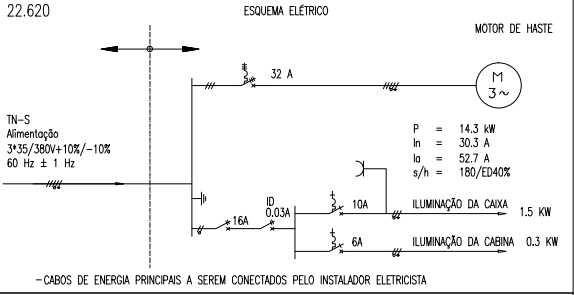 22.620
ESQUEMA ELÉTRICO
MOTOR DE HASTE
32 A
M
3~
TN-S
Alimentação
3*35/380V+10%/-10%
60 Hz ± 1 Hz
P = 14.3 kW
In = 30.3 A
Ia = 52.7 A
s/h = 180/ED40%
16A
ID
0.03A
10A
ILUMINAÇÃO DA CAIXA
1.5 KW
6A
ILUMINAÇÃO DA CABINA
0.3 KW
-CABOS DE ENERGIA PRINCIPAIS A SEREM CONECTADOS PELO INSTALADOR ELETRICISTA